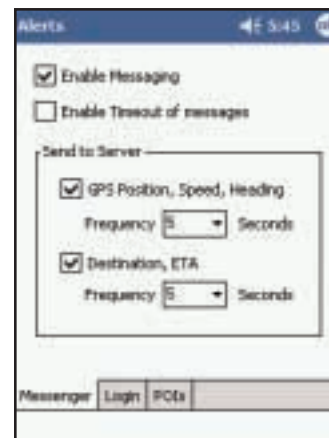 Alerts 5:45
Enable Messaging
Enable Timeout of messages
Send to Server
GPS Position, Speed, Heading
Frequency 5 Seconds
Destination, ETA
Frequency 5 Seconds
Messenger Login POIs